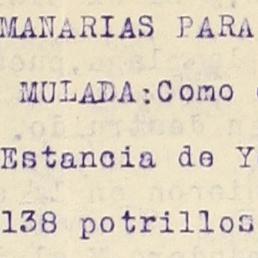 MANARIAS PARA
MULADA:Como
Estancia de Y
138 potrillos